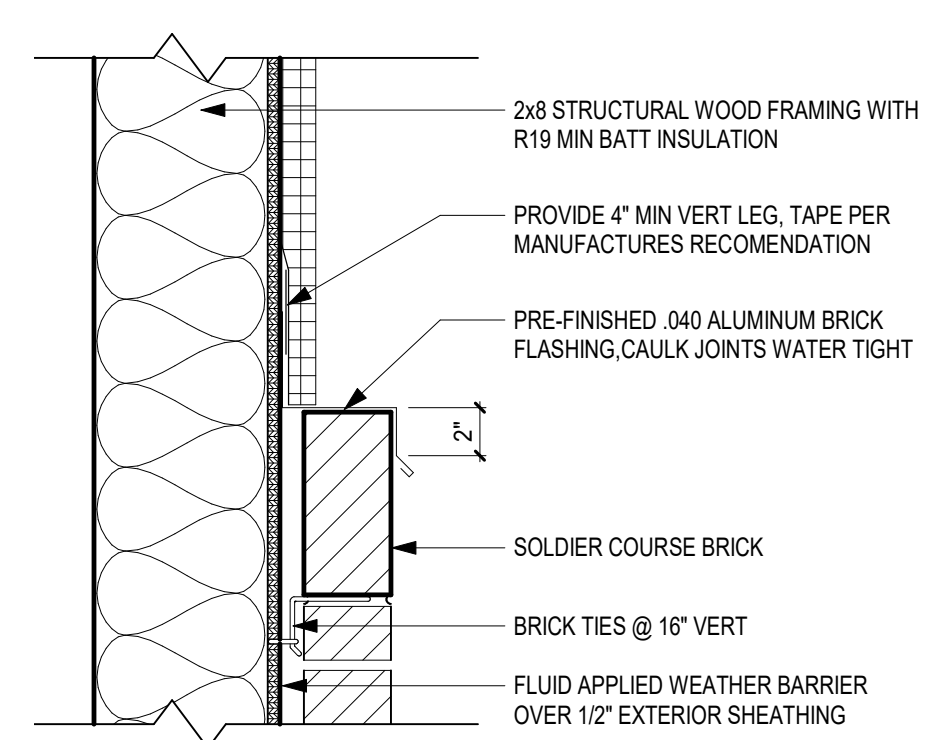 2x8 STRUCTURAL WOOD FRAMING WITH
R19 MIN BATT INSULATION
PROVIDE 4" MIN VERT LEG, TAPE PER
MANUFACTURES RECOMENDATION
PRE-FINISHED .040 ALUMINUM BRICK
FLASHING,CAULK JOINTS WATER TIGHT
2"
SOLDIER COURSE BRICK
BRICK TIES @ 16" VERT
FLUID APPLIED WEATHER BARRIER
OVER 1/2" EXTERIOR SHEATHING